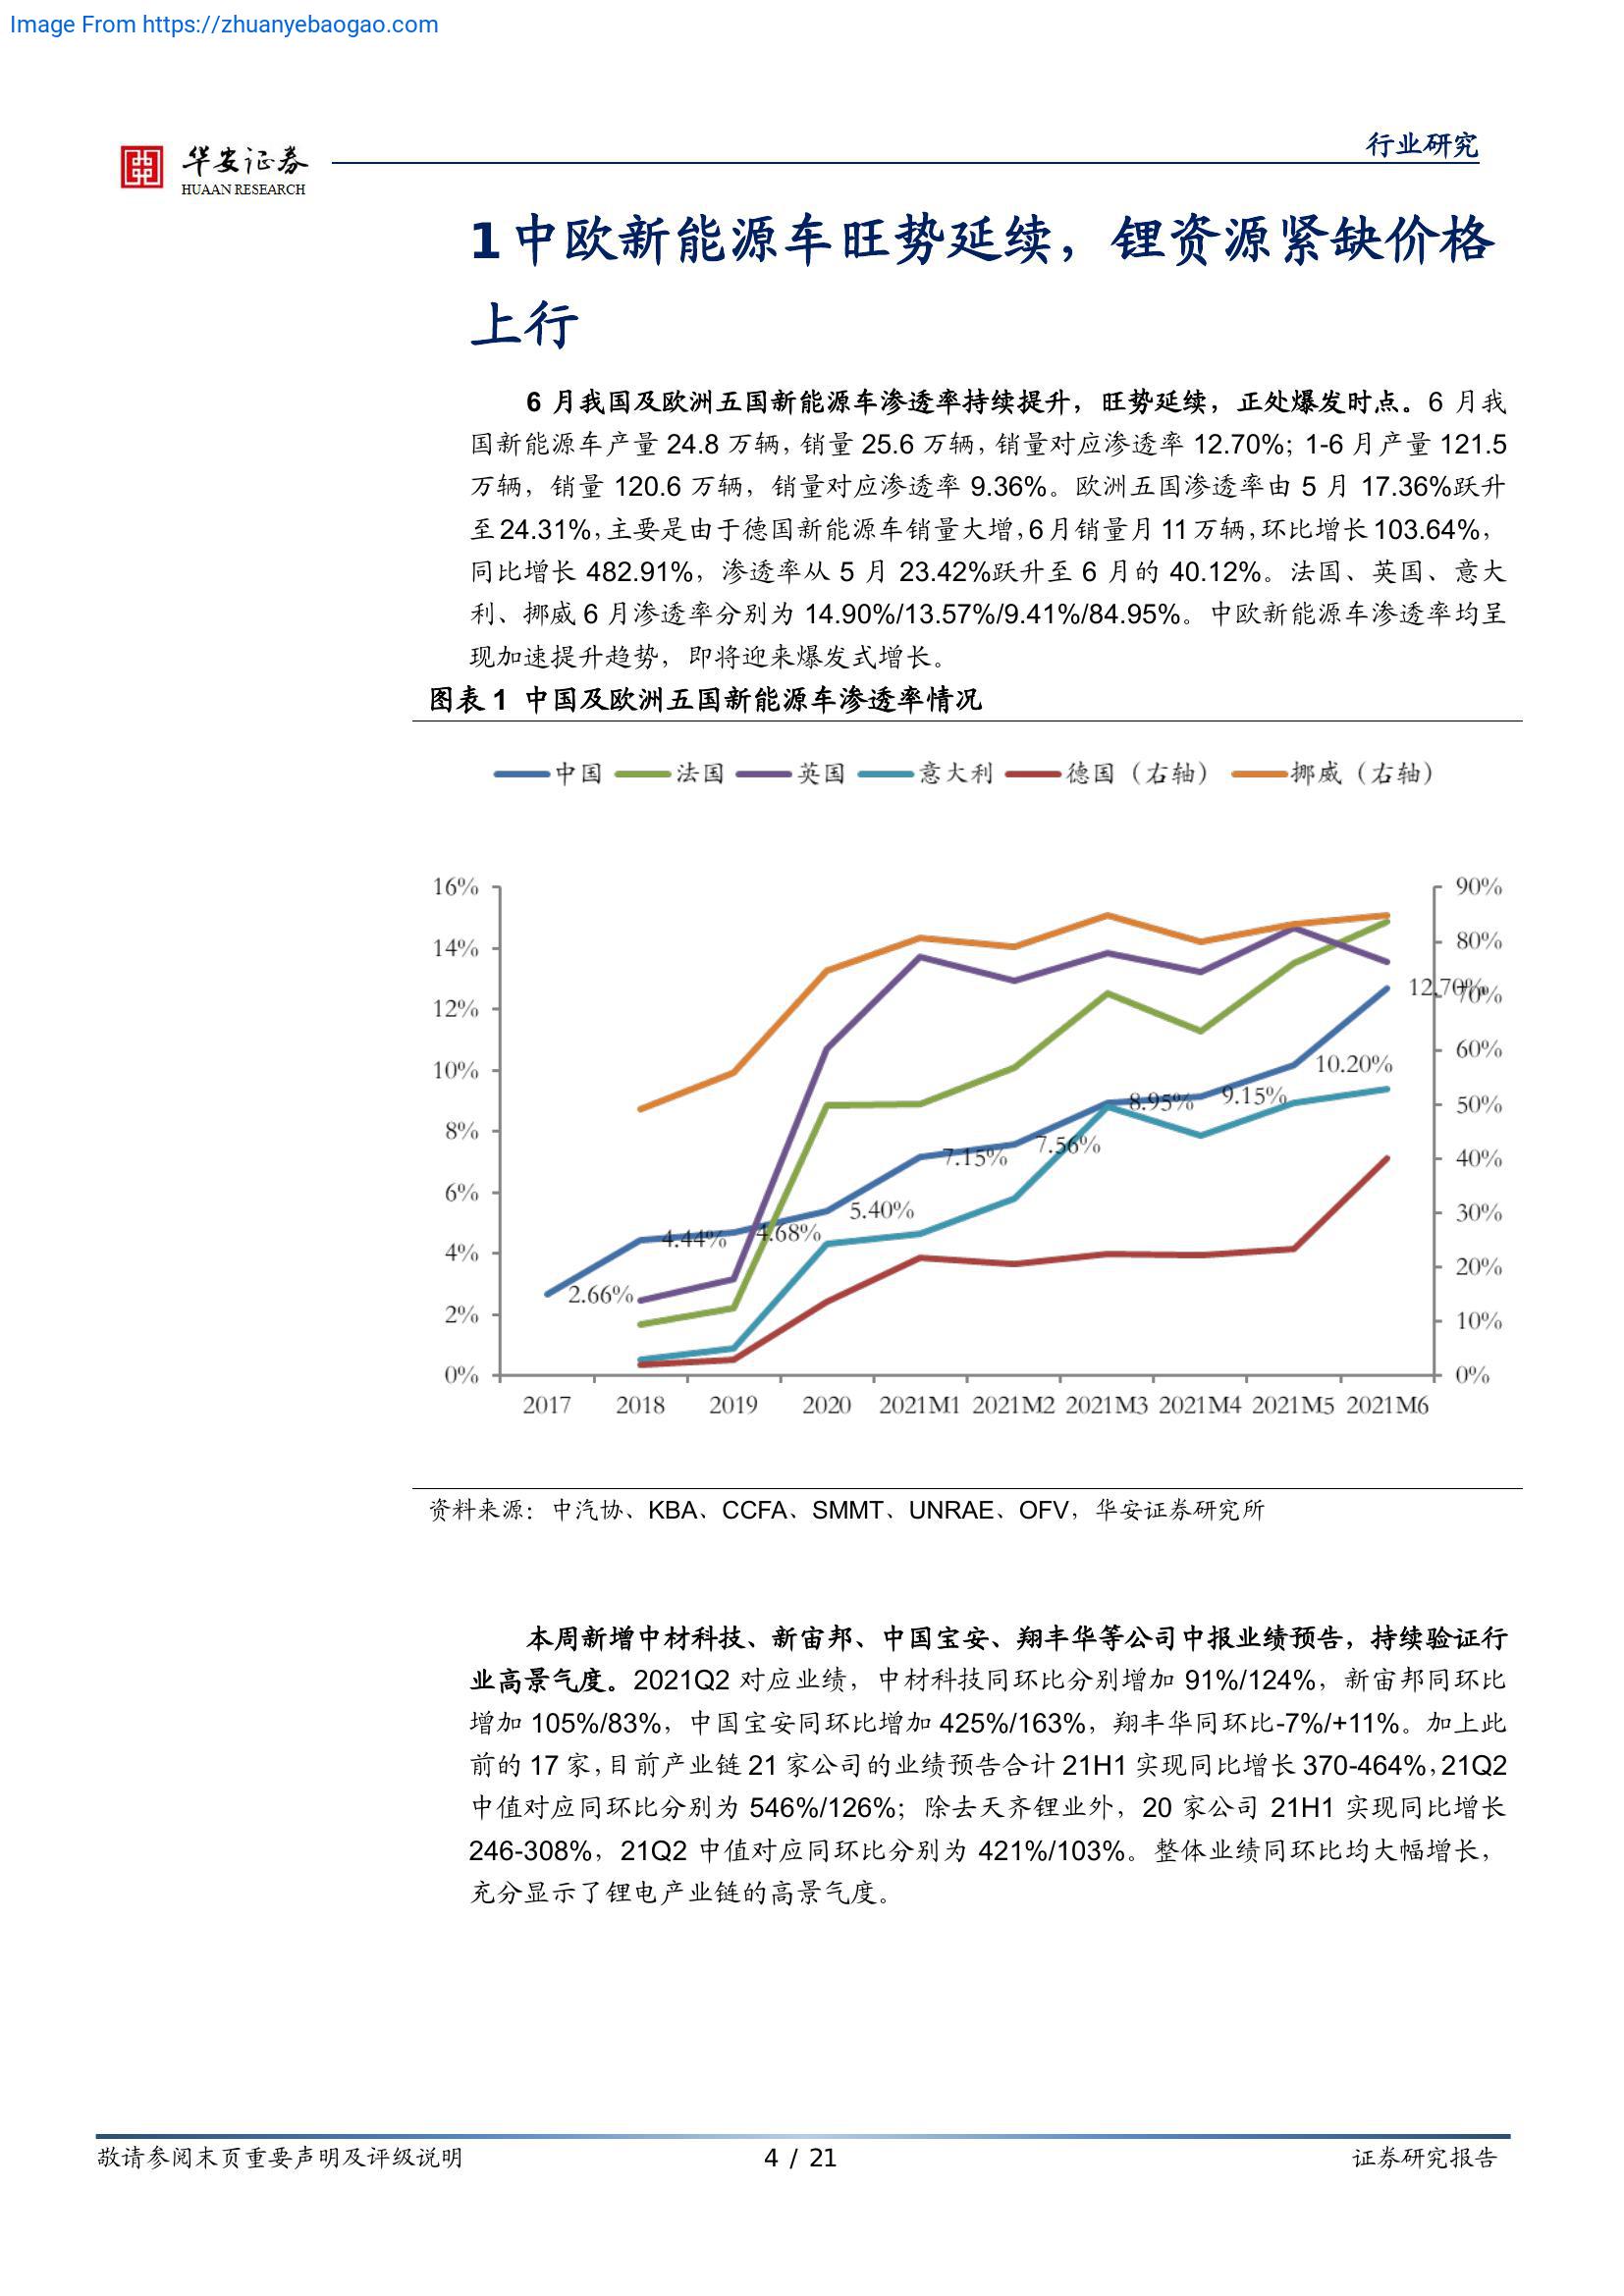 Image From https://zhuanyebaogao.com
华安证券
HUAAN RESEARCH
行业研究
1 中欧新能源车旺势延续，锂资源紧缺价格
上行
6 月我国及欧洲五国新能源车渗透率持续提升，旺势延续，正处爆发时点。6 月我
国新能源车产量 24.8 万辆，销量 25.6 万辆，销量对应渗透率 12.70%；1-6 月产量 121.5
万辆，销量 120.6 万辆，销量对应渗透率 9.36%。欧洲五国渗透率由 5 月 17.36%跃升
至 24.31%，主要是由于德国新能源车销量大增，6 月销量月 11 万辆，环比增长 103.64%，
同比增长 482.91%，渗透率从 5 月 23.42%跃升至 6 月的 40.12%。法国、英国、意大
利、挪威 6 月渗透率分别为 14.90%/13.57%/9.41%/84.95%。中欧新能源车渗透率均呈
现加速提升趋势，即将迎来爆发式增长。
图表 1 中国及欧洲五国新能源车渗透率情况
中国 法国 英国 意大利 德国（右轴） 挪威（右轴）
16%
14%
12%
10%
8%
6%
4%
2%
0%
90%
80%
70%
60%
50%
40%
30%
20%
10%
0%
2.66%
4.44%
4.68%
5.40%
7.15%
7.56%
8.95%
9.15%
10.20%
12.70%
2017 2018 2019 2020 2021M1 2021M2 2021M3 2021M4 2021M5 2021M6
资料来源：中汽协、KBA、CCFA、SMMT、UNRAE、OFV，华安证券研究所
本周新增中材科技、新宙邦、中国宝安、翔丰华等公司中报业绩预告，持续验证行
业高景气度。2021Q2 对应业绩，中材科技同环比分别增加 91%/124%，新宙邦同环比
增加 105%/83%，中国宝安同环比增加 425%/163%，翔丰华同环比-7%/+11%。加上此
前的 17 家，目前产业链 21 家公司的业绩预告合计 21H1 实现同比增长 370-464%，21Q2
中值对应同环比分别为 546%/126%；除去天齐锂业外，20 家公司 21H1 实现同比增长
246-308%，21Q2 中值对应同环比分别为 421%/103%。整体业绩同环比均大幅增长，
充分显示了锂电产业链的高景气度。
敬请参阅末页重要声明及评级说明
4 / 21
证券研究报告